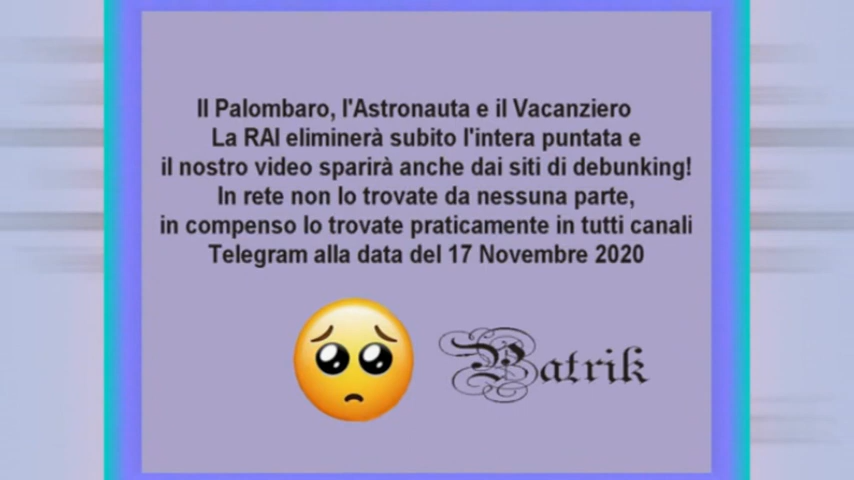 Il Palombaro, l'Astronauta e il Vacanziero
La RAI eliminerà subito l'intera puntata e
il nostro video sparirà anche dai siti di debunking!
In rete non lo trovate da nessuna parte,
in compenso lo trovate praticamente in tutti canali
Telegram alla data del 17 Novembre 2020
Patrik